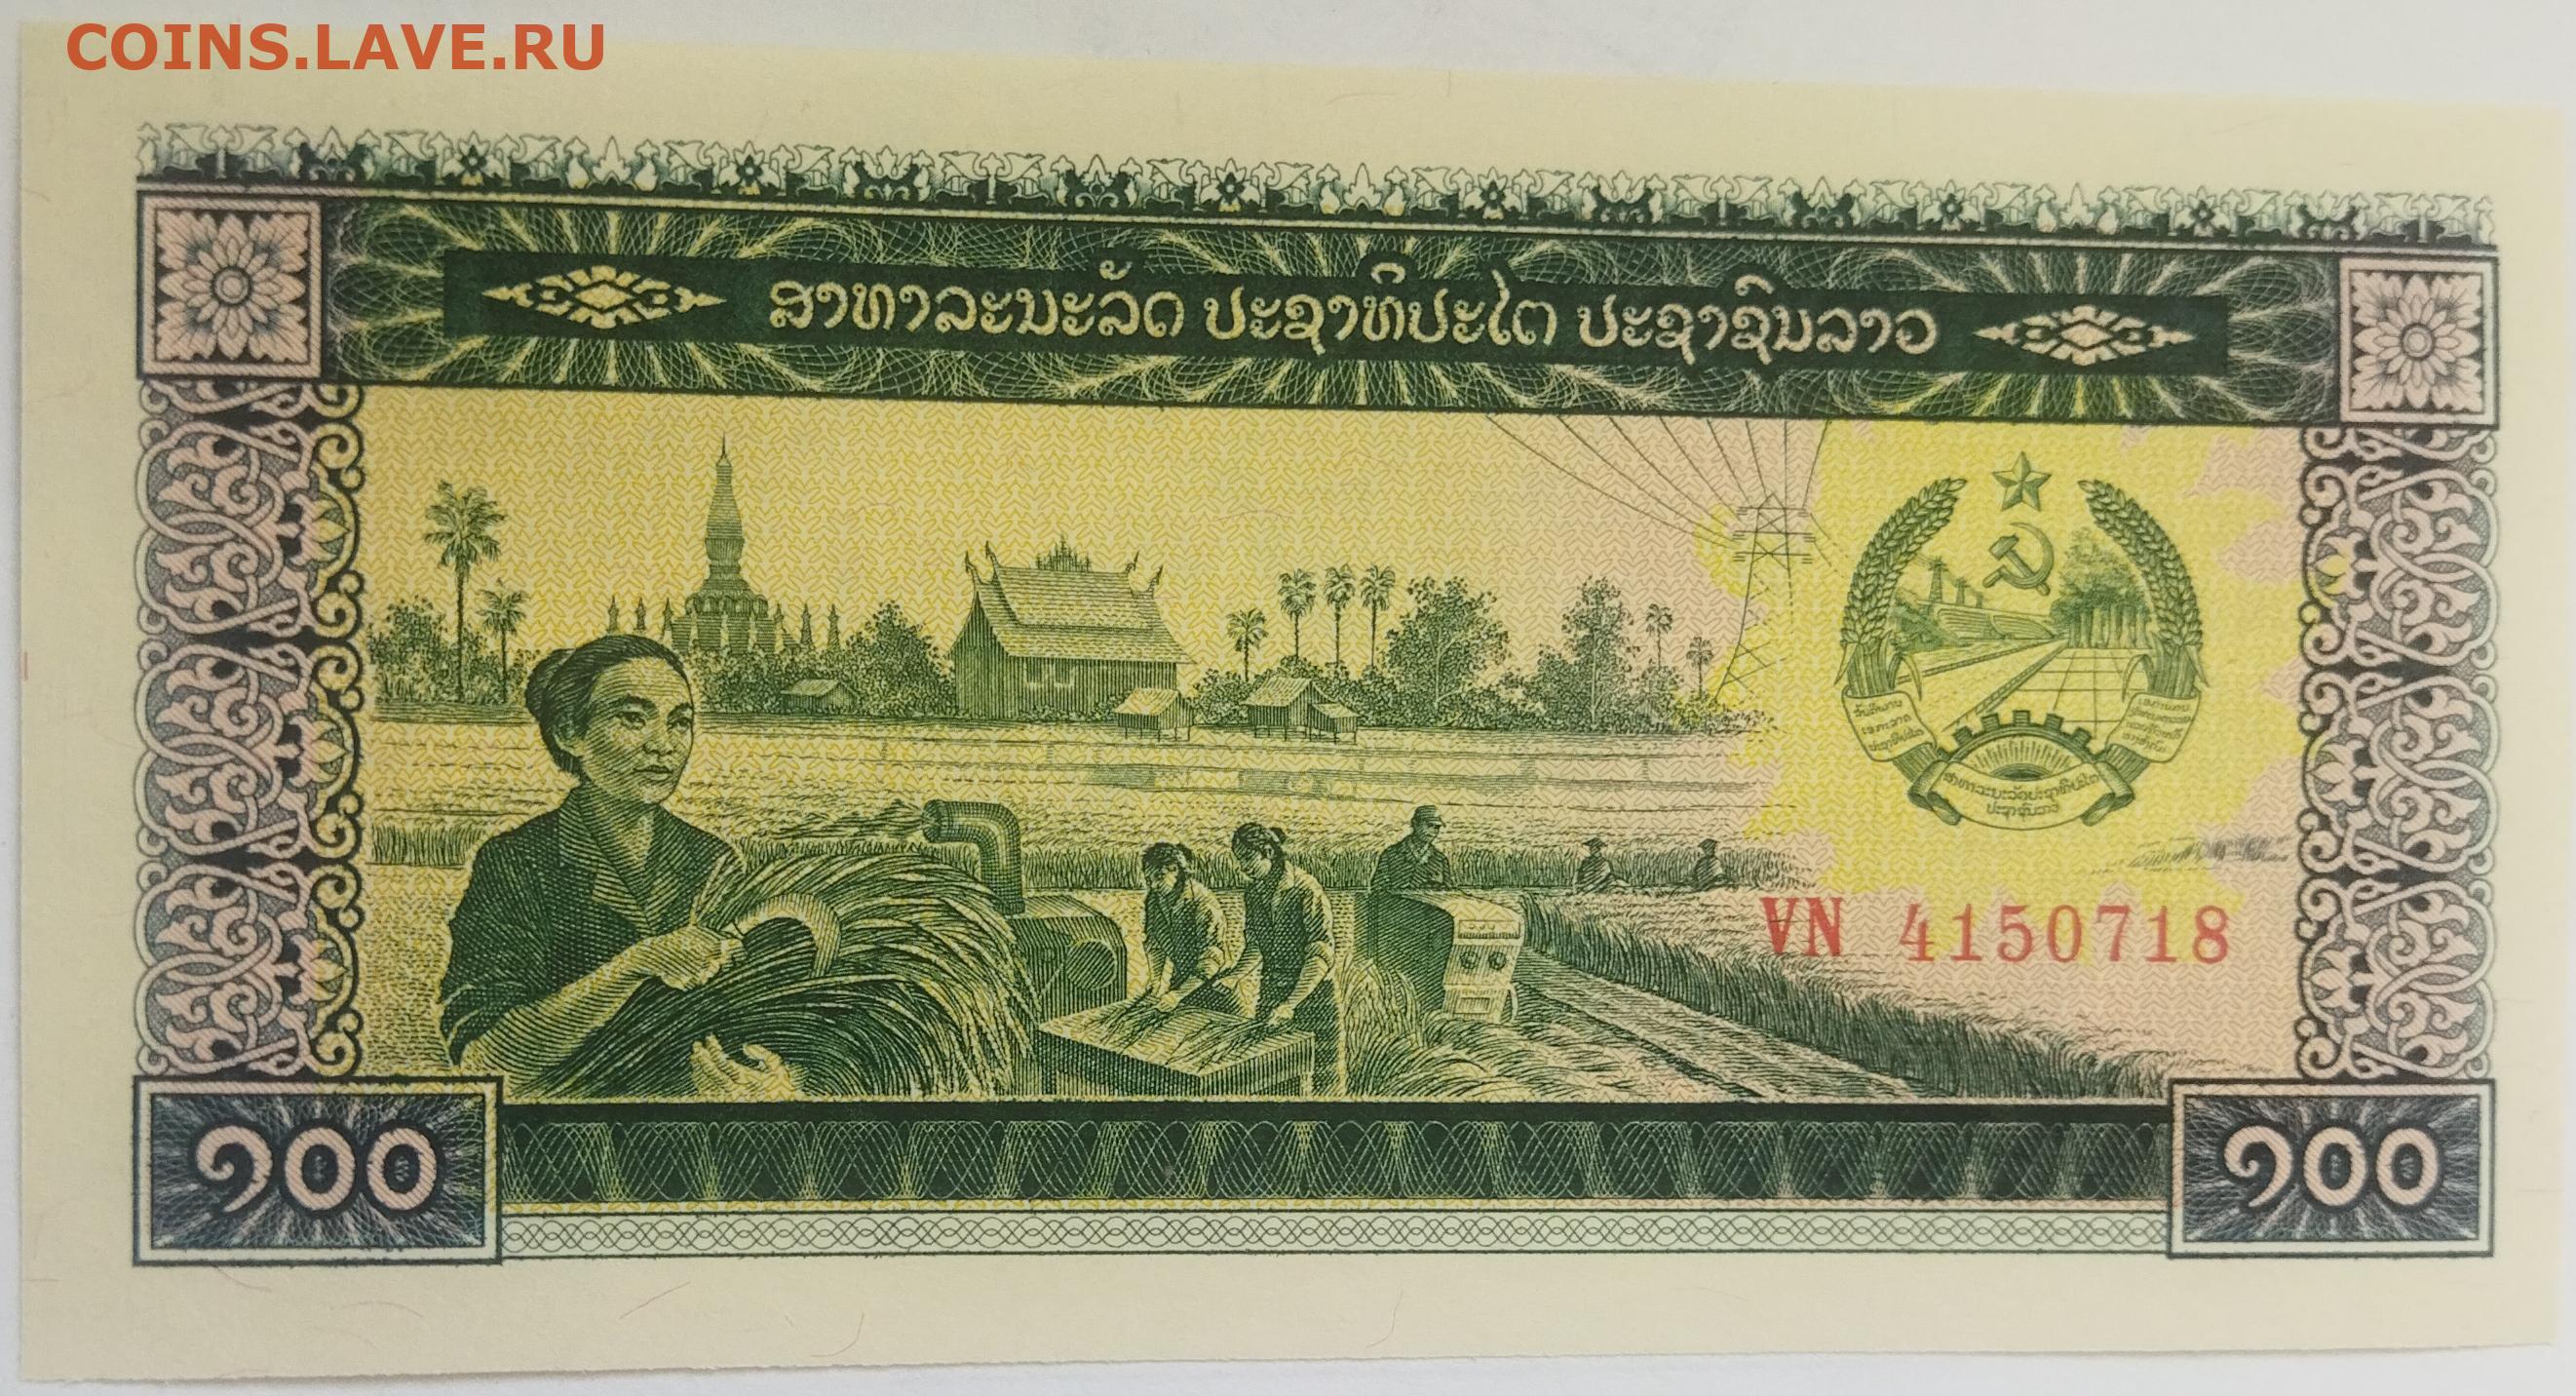 COINS.LAVE.RU
ສາທາລະນະລັດ ປະຊາທິປະໄຕ ປະຊາຊົນລາວ
VN 4150718
໑໐໐
໑໐໐